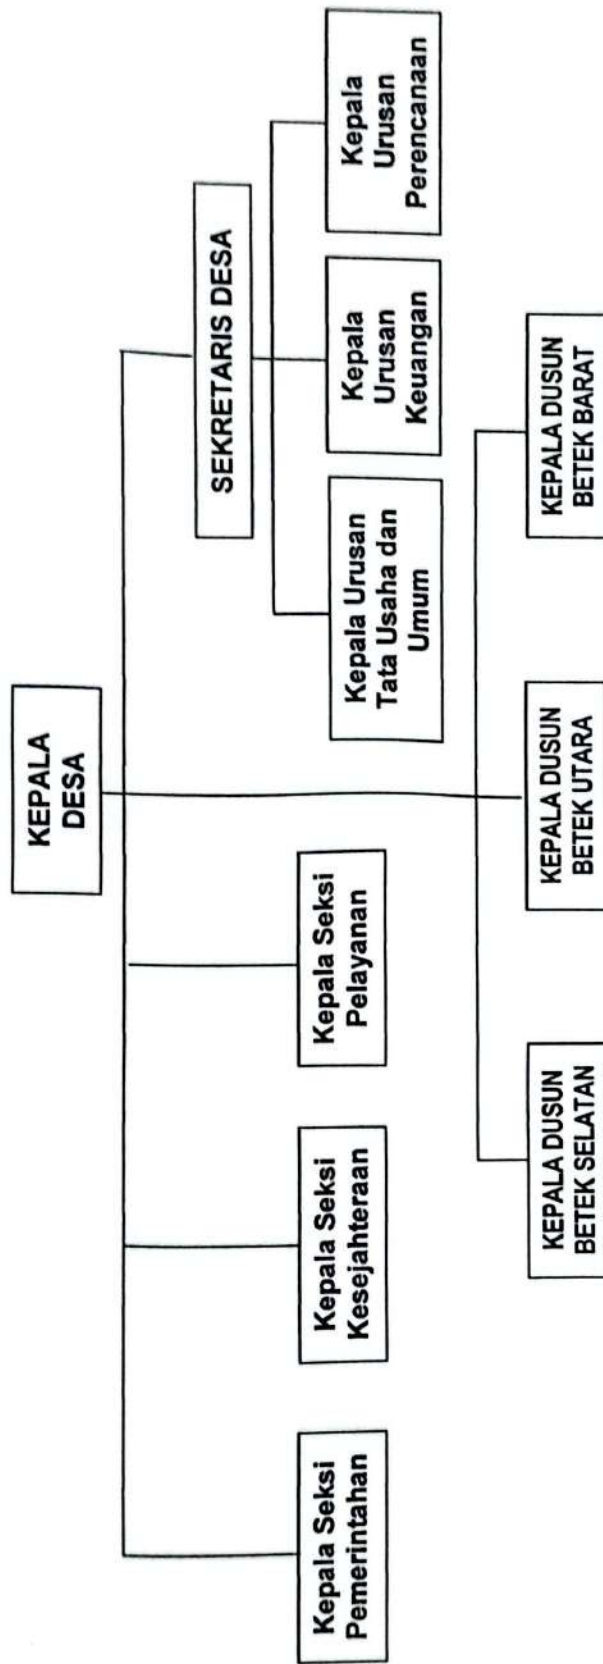 KEPALA
DESA
SEKRETARIS DESA
Kepala Seksi
Pemerintahan
Kepala Seksi
Kesejahteraan
Kepala Seksi
Pelayanan
Kepala Urusan
Tata Usaha dan
Umum
Kepala
Urusan
Keuangan
Kepala
Urusan
Perencanaan
KEPALA DUSUN
BETEK SELATAN
KEPALA DUSUN
BETEK UTARA
KEPALA DUSUN
BETEK BARAT